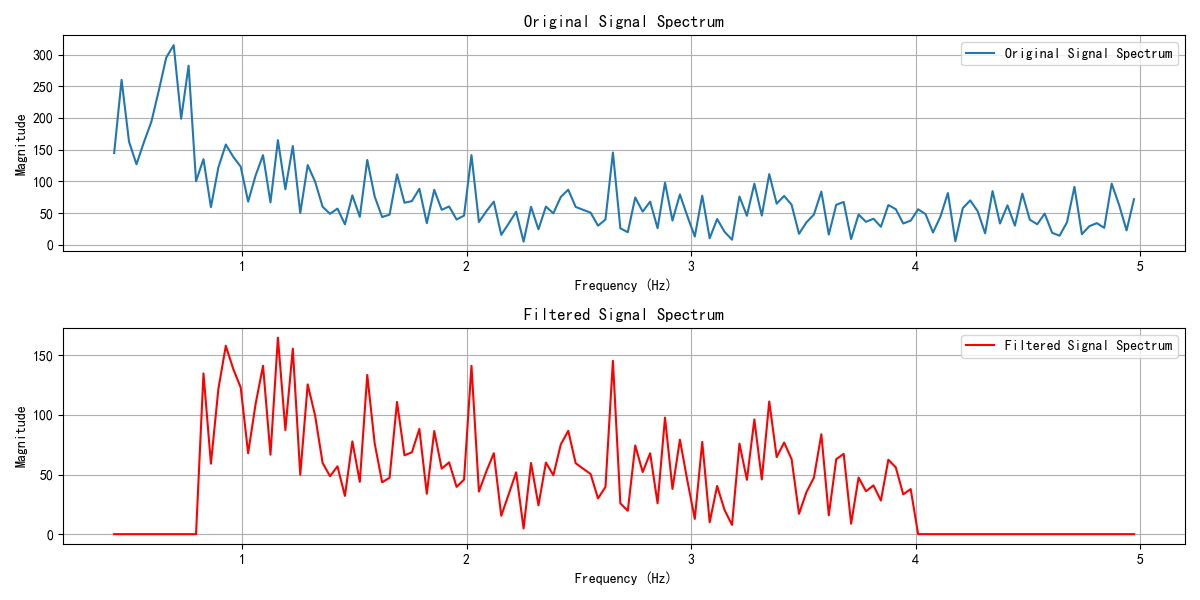 Original Signal Spectrum
Original Signal Spectrum
Magnitude
300
250
200
150
100
50
0
1 2 3 4 5
Frequency (Hz)
Filtered Signal Spectrum
Filtered Signal Spectrum
Magnitude
150
100
50
0
1 2 3 4 5
Frequency (Hz)